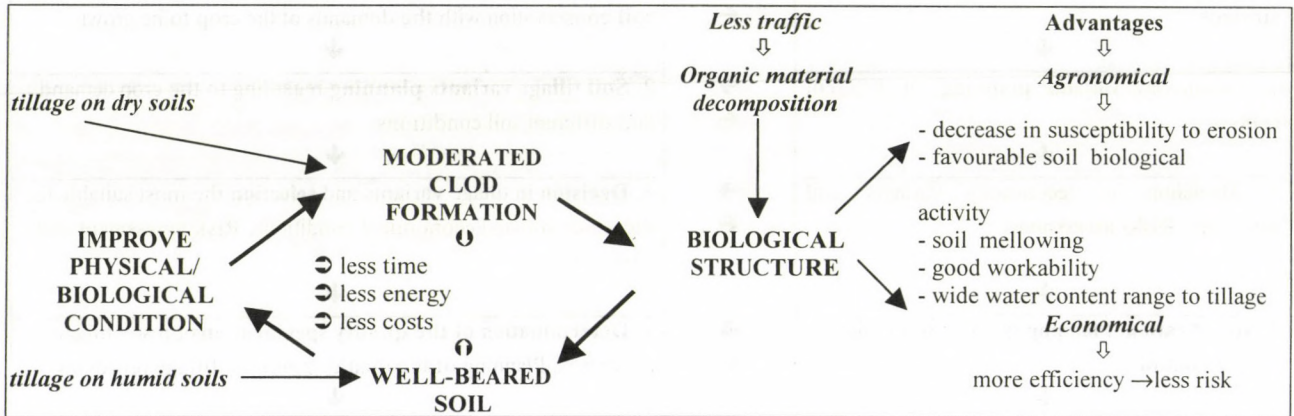 Less traffic
⇩
Organic material
decomposition
Advantages
⇩
Agronomical
⇩
tillage on dry soils
- decrease in susceptibility to erosion
- favourable soil biological
activity
- soil mellowing
- good workability
- wide water content range to tillage
MODERATED
CLOD
FORMATION
IMPROVE
PHYSICAL/
BIOLOGICAL
CONDITION
➲ less time
➲ less energy
➲ less costs
BIOLOGICAL
STRUCTURE
Economical
⇩
more efficiency →less risk
tillage on humid soils
WELL-BEARED
SOIL